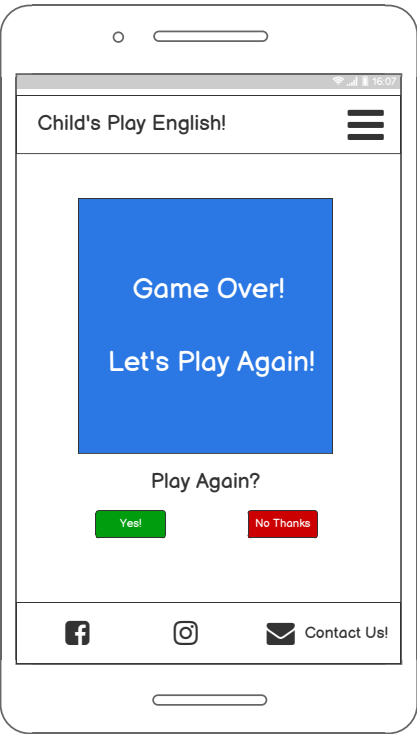 16:07
Child's Play English!
Game Over!
Let's Play Again!
Play Again?
Yes!
No Thanks
Contact Us!